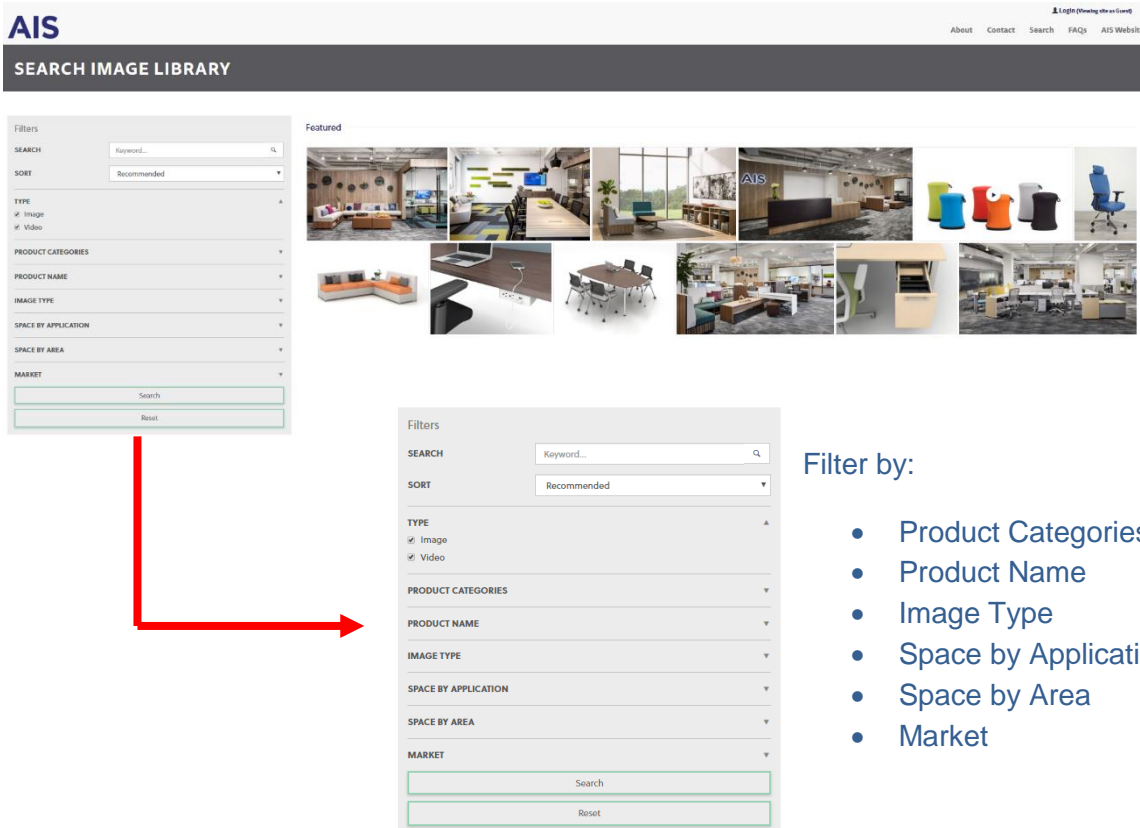 Login (Viewing site as Guest)
AIS
About Contact Search FAQs AIS Websit
SEARCH IMAGE LIBRARY
Filters
SEARCH Keyword...
SORT Recommended
TYPE
Image
Video
PRODUCT CATEGORIES
PRODUCT NAME
IMAGE TYPE
SPACE BY APPLICATION
SPACE BY AREA
MARKET
Search
Reset
Featured
AIS
Filters
SEARCH Keyword...
SORT Recommended
TYPE
Image
Video
PRODUCT CATEGORIES
PRODUCT NAME
IMAGE TYPE
SPACE BY APPLICATION
SPACE BY AREA
MARKET
Search
Reset
Filter by:
• Product Categories
• Product Name
• Image Type
• Space by Applicati
• Space by Area
• Market